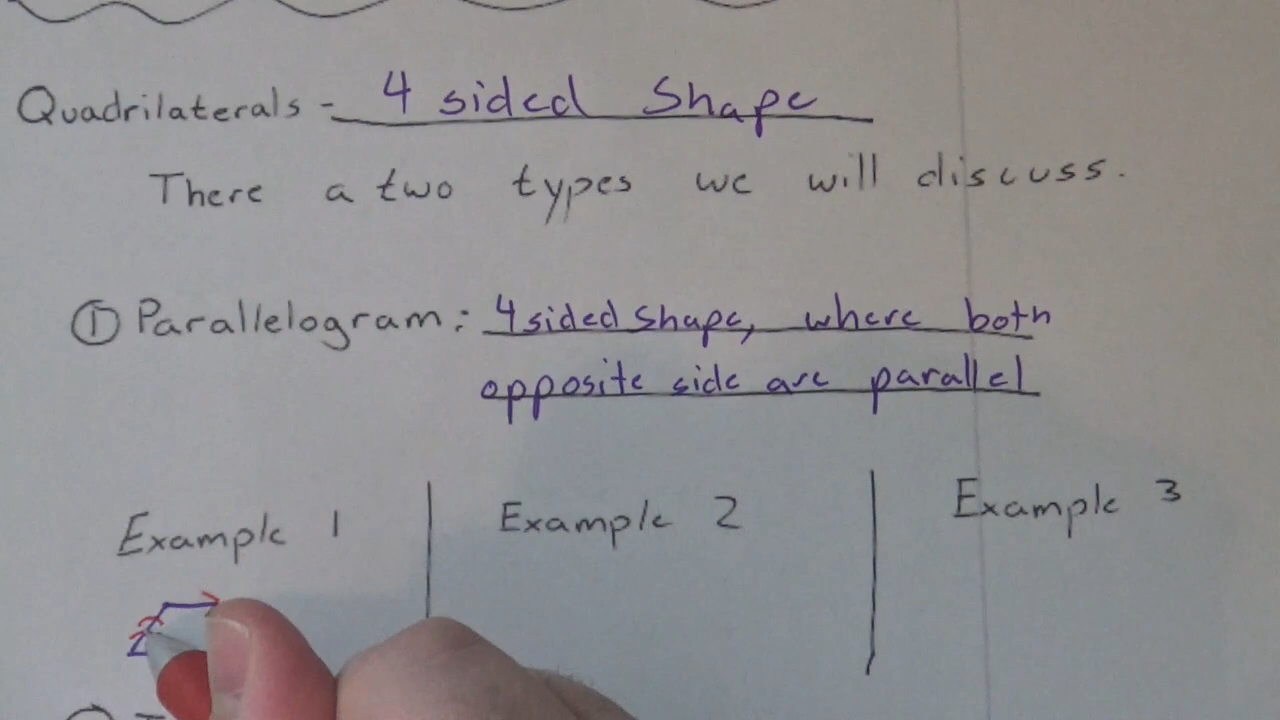 Quadrilaterals - 4 sided Shape
There a two types we will discuss.
① Parallelogram: 4 sided shape, where both
opposite side are parallel
Example 1 Example 2 Example 3